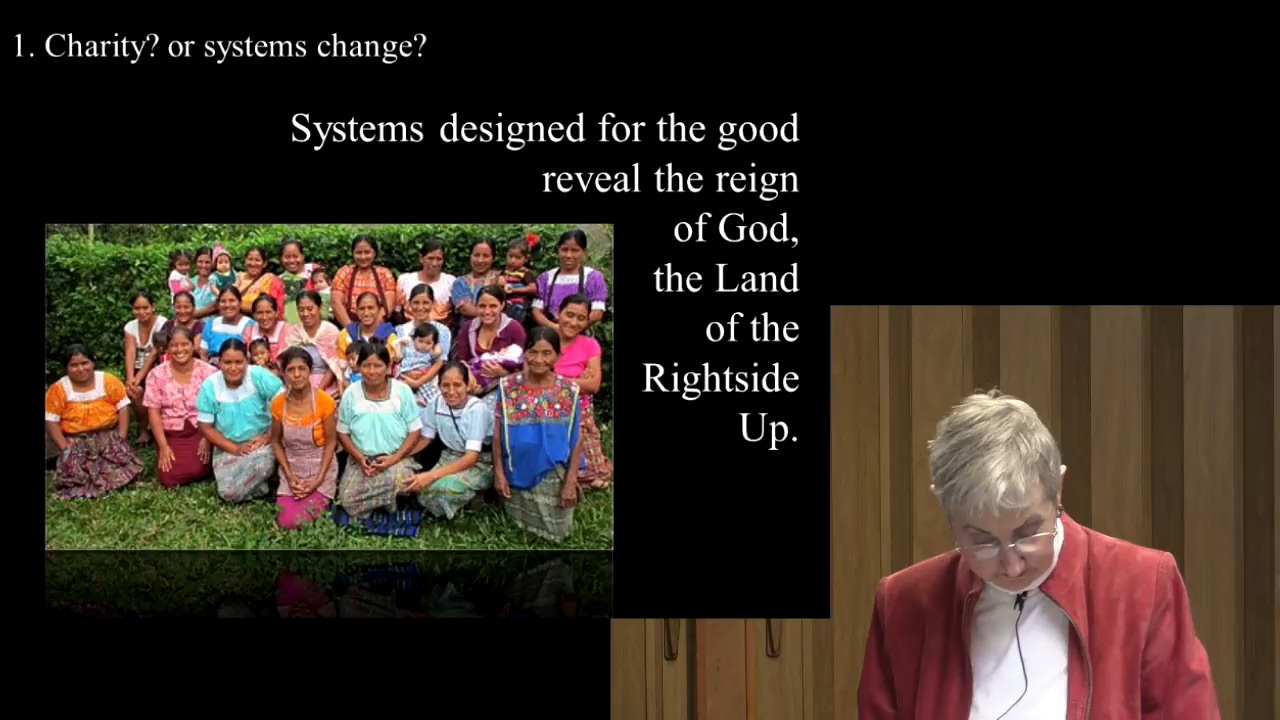 1. Charity? or systems change?
Systems designed for the good
reveal the reign
of God,
the Land
of the
Rightside
Up.